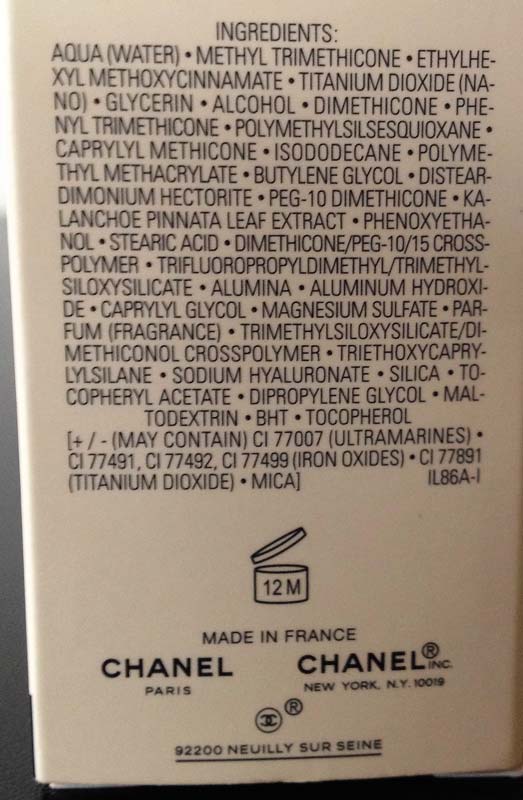 INGREDIENTS:
AQUA (WATER) • METHYL TRIMETHICONE • ETHYLHE-
XYL METHOXYCINNAMATE • TITANIUM DIOXIDE (NA-
NO) • GLYCERIN • ALCOHOL • DIMETHICONE • PHE-
NYL TRIMETHICONE • POLYMETHYLSILSESQUIOXANE •
CAPRYLYL METHICONE • ISODODECANE • POLYME-
THYL METHACRYLATE • BUTYLENE GLYCOL • DISTEAR-
DIMONIUM HECTORITE • PEG-10 DIMETHICONE • KA-
LANCHOE PINNATA LEAF EXTRACT • PHENOXYETHA-
NOL • STEARIC ACID • DIMETHICONE/PEG-10/15 CROSS-
POLYMER • TRIFLUOROPROPYLDIMETHYL/TRIMETHYL-
SILOXYSILICATE • ALUMINA • ALUMINUM HYDROXI-
DE • CAPRYLYL GLYCOL • MAGNESIUM SULFATE • PAR-
FUM (FRAGRANCE) • TRIMETHYLSILOXYSILICATE/DI-
METHICONOL CROSSPOLYMER • TRIETHOXYCAPRY-
LYLSILANE • SODIUM HYALURONATE • SILICA • TO-
COPHERYL ACETATE • DIPROPYLENE GLYCOL • MAL-
TODEXTRIN • BHT • TOCOPHEROL
[+ / - (MAY CONTAIN) CI 77007 (ULTRAMARINES) •
CI 77491, CI 77492, CI 77499 (IRON OXIDES) • CI 77891
(TITANIUM DIOXIDE) • MICA] IL86A-I
12 M
MADE IN FRANCE
CHANEL CHANEL® INC.
PARIS NEW YORK, N.Y. 10019
®
92200 NEUILLY SUR SEINE